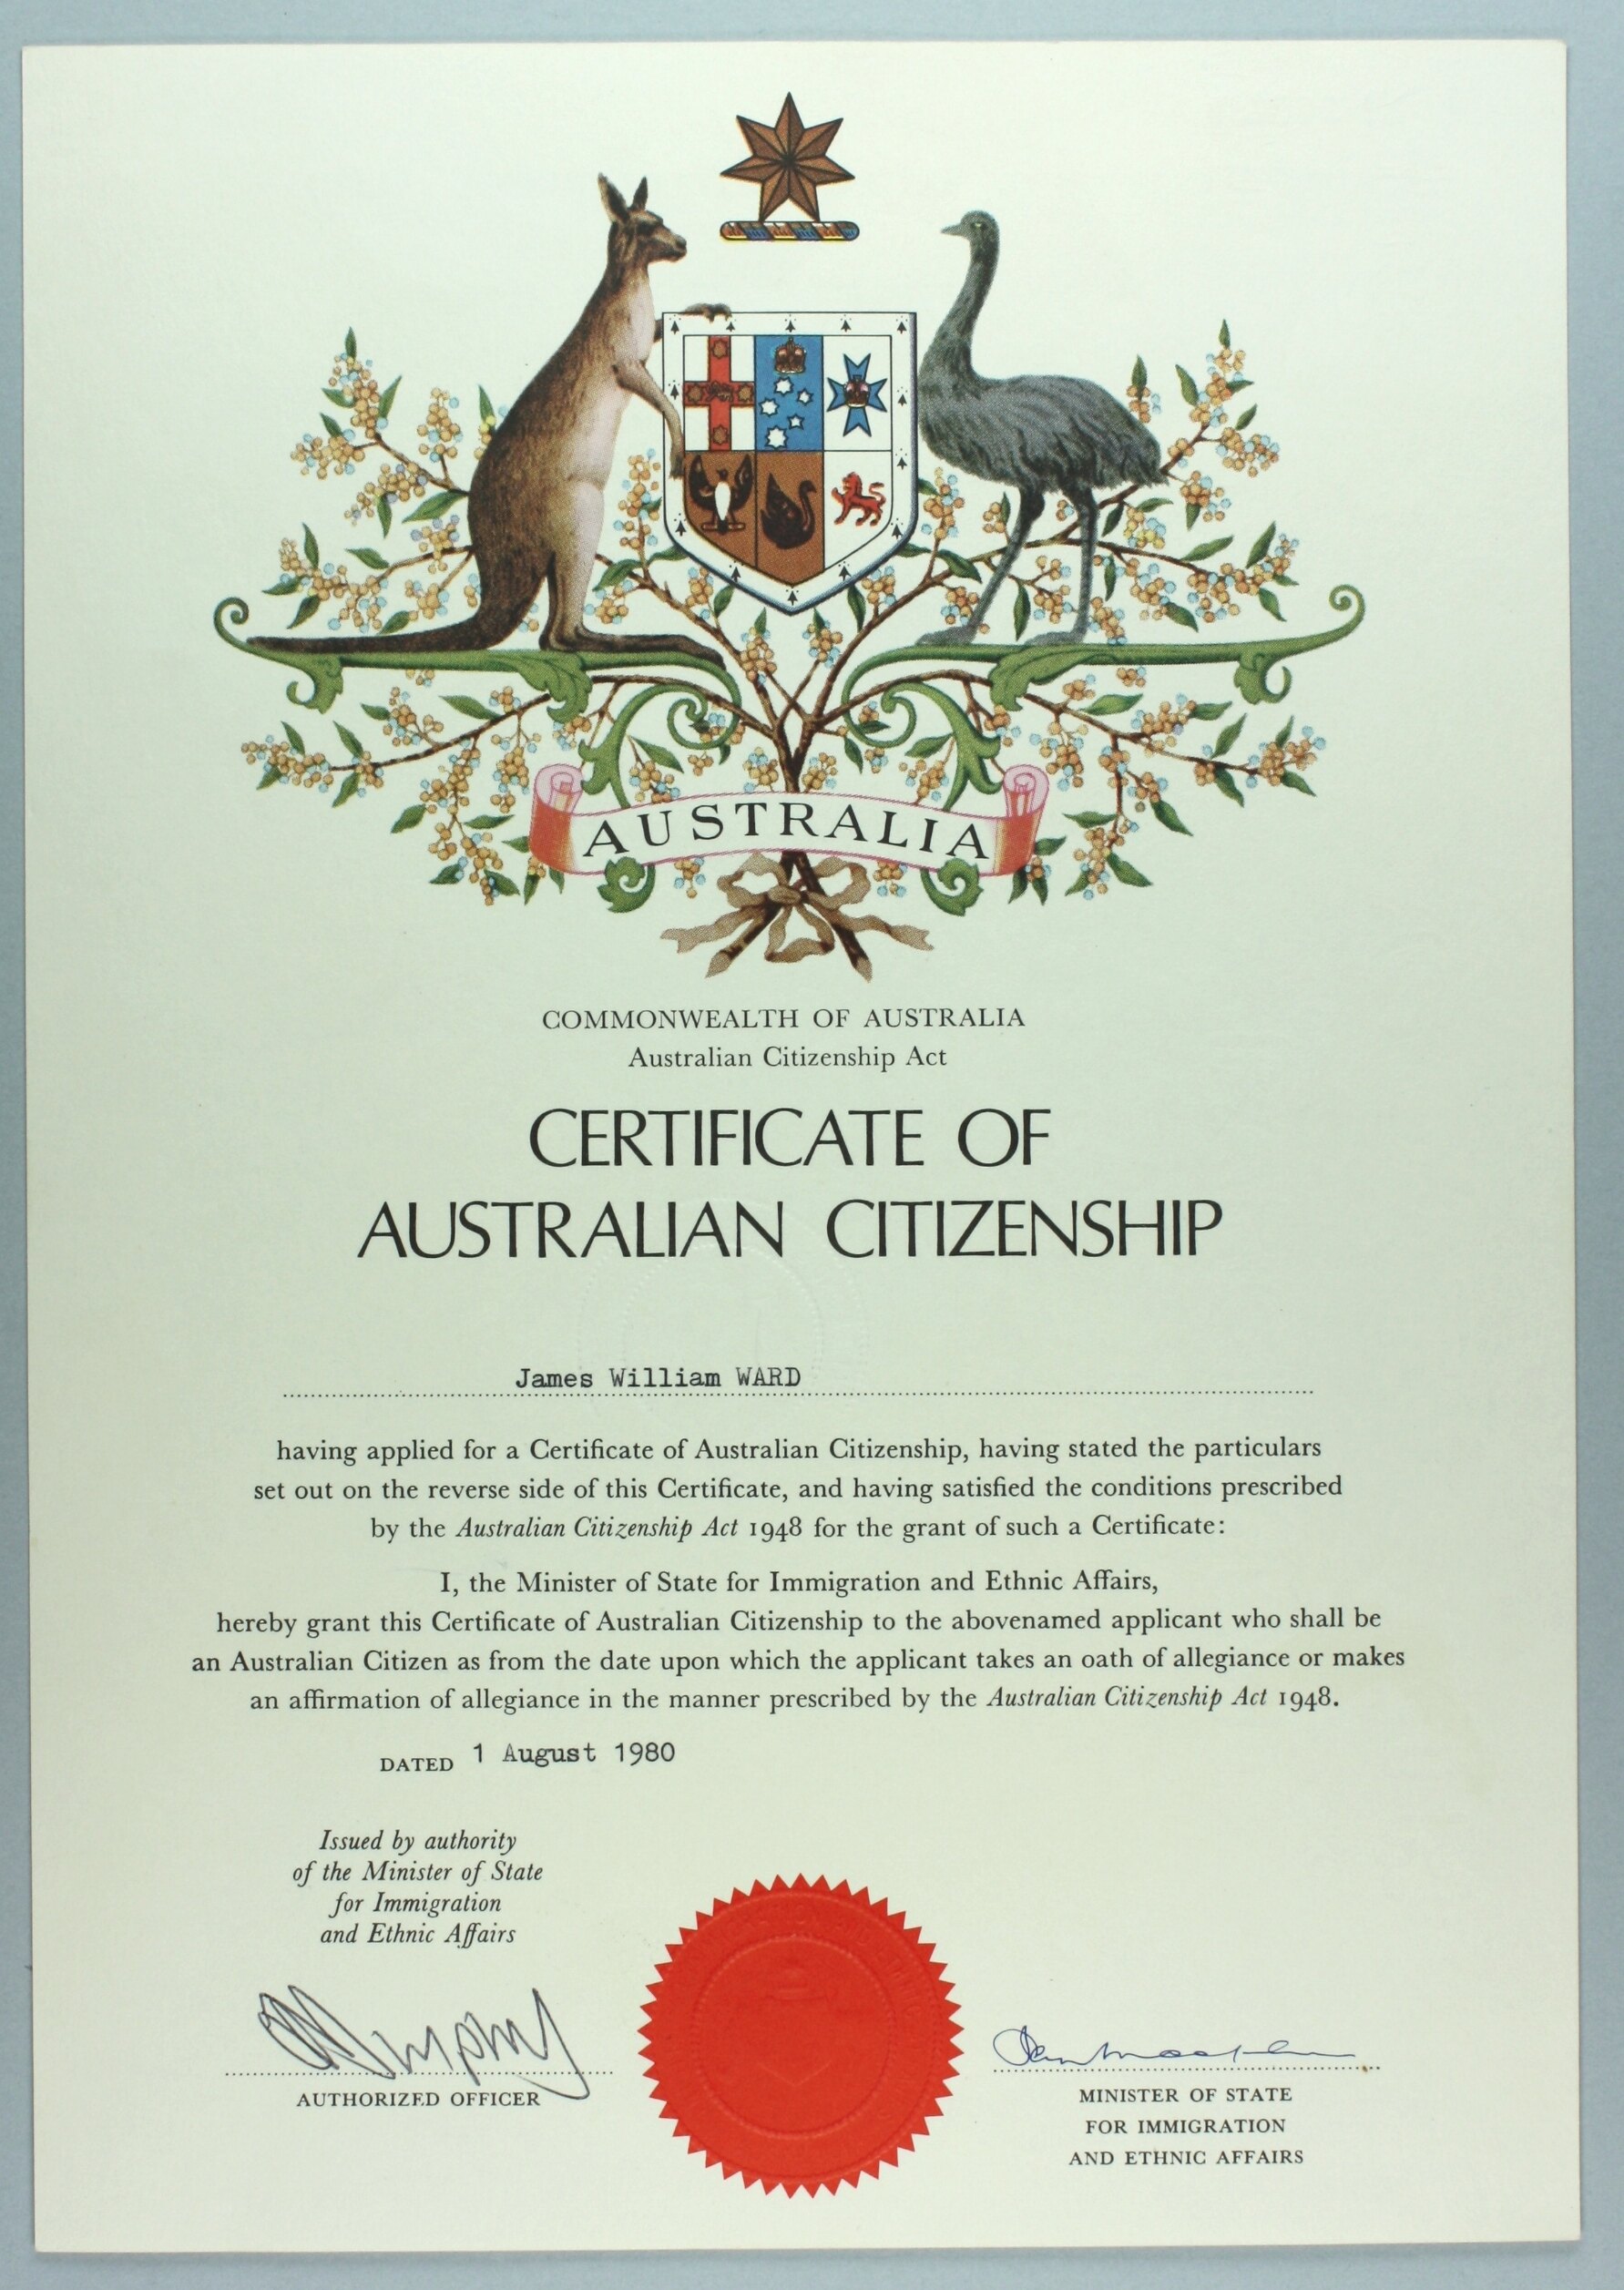 AUSTRALIA
COMMONWEALTH OF AUSTRALIA
Australian Citizenship Act
CERTIFICATE OF
AUSTRALIAN CITIZENSHIP
James William WARD
having applied for a Certificate of Australian Citizenship, having stated the particulars
set out on the reverse side of this Certificate, and having satisfied the conditions prescribed
by the Australian Citizenship Act 1948 for the grant of such a Certificate:
I, the Minister of State for Immigration and Ethnic Affairs,
hereby grant this Certificate of Australian Citizenship to the abovenamed applicant who shall be
an Australian Citizen as from the date upon which the applicant takes an oath of allegiance or makes
an affirmation of allegiance in the manner prescribed by the Australian Citizenship Act 1948.
DATED 1 August 1980
Issued by authority
of the Minister of State
for Immigration
and Ethnic Affairs
AUTHORIZED OFFICER
MINISTER OF STATE
FOR IMMIGRATION
AND ETHNIC AFFAIRS